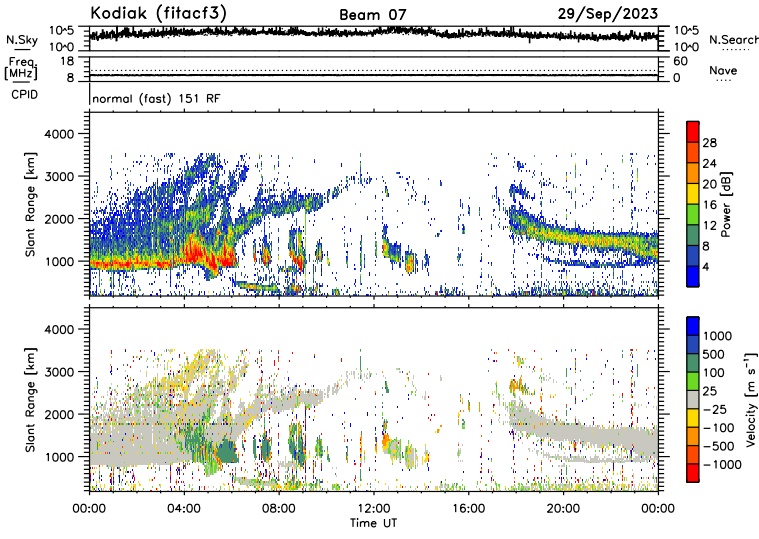 Kodiak (fitacf3) Beam 07 29/Sep/2023
N.Sky 10^5 10^0 10^5 10^0 N.Search
Freq. [MHz] 18 8 60 0 Nave
CPID normal (fast) 151 RF
Slant Range [km] 4000 3000 2000 1000
28 24 20 16 12 8 4 Power [dB]
Slant Range [km] 4000 3000 2000 1000
1000 500 100 25 -25 -100 -500 -1000 Velocity [m s⁻¹]
00:00 04:00 08:00 12:00 16:00 20:00 00:00
Time UT